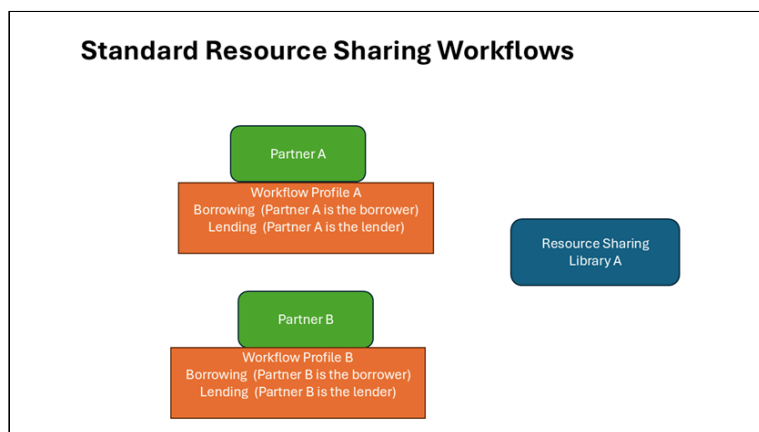 Standard Resource Sharing Workflows
Partner A
Workflow Profile A
Borrowing (Partner A is the borrower)
Lending (Partner A is the lender)
Resource Sharing
Library A
Partner B
Workflow Profile B
Borrowing (Partner B is the borrower)
Lending (Partner B is the lender)